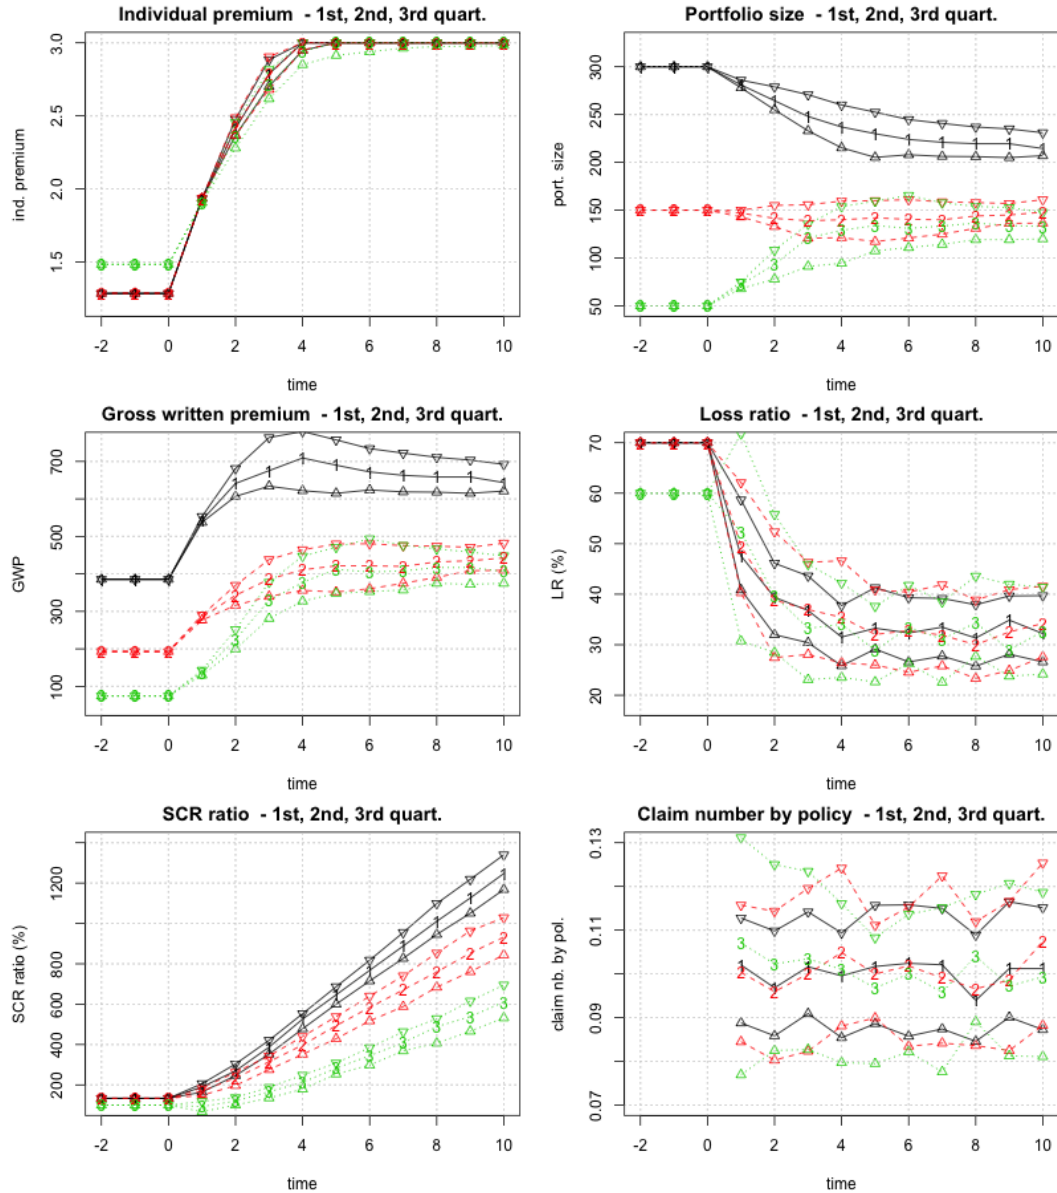 Individual premium - 1st, 2nd, 3rd quart.
ind. premium
3.0
2.5
2.0
1.5
-2 0 2 4 6 8 10
time
Portfolio size - 1st, 2nd, 3rd quart.
port. size
300
250
200
150
100
50
-2 0 2 4 6 8 10
time
Gross written premium - 1st, 2nd, 3rd quart.
GWP
700
500
300
100
-2 0 2 4 6 8 10
time
Loss ratio - 1st, 2nd, 3rd quart.
LR (%)
70
60
50
40
30
20
-2 0 2 4 6 8 10
time
SCR ratio - 1st, 2nd, 3rd quart.
SCR ratio (%)
1200
800
600
400
200
-2 0 2 4 6 8 10
time
Claim number by policy - 1st, 2nd, 3rd quart.
claim nb. by pol.
0.13
0.11
0.09
0.07
-2 0 2 4 6 8 10
time